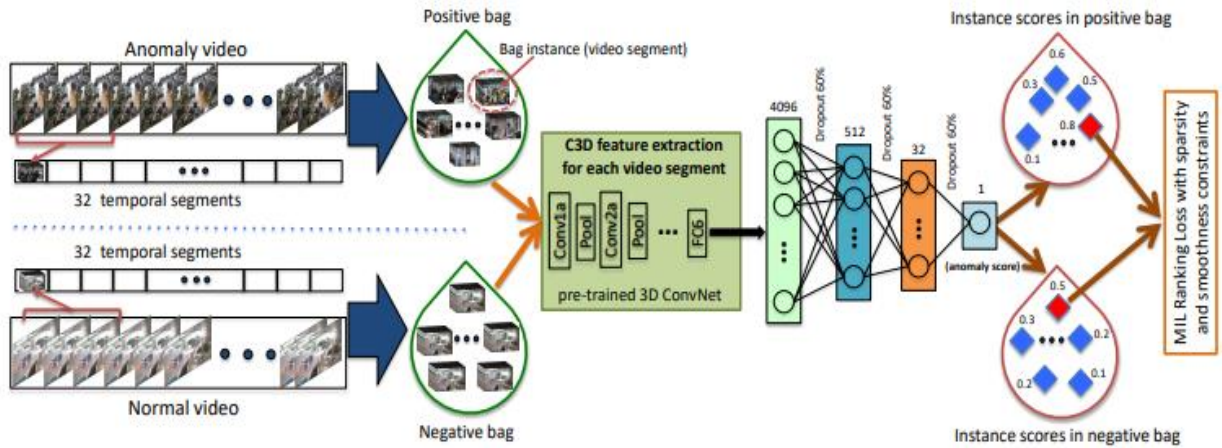 Anomaly video
32 temporal segments
32 temporal segments
Normal video
Positive bag
Bag instance (video segment)
Negative bag
C3D feature extraction
for each video segment
Conv1a
Pool
Conv2a
Pool
FC6
pre-trained 3D ConvNet
4096
Dropout 60%
512
Dropout 60%
32
Dropout 60%
1
(anomaly score)
Instance scores in positive bag
0.6
0.3
0.5
0.8
0.1
0.5
0.3
0.2
0.2
0.1
Instance scores in negative bag
MIL Ranking Loss with sparsity
and smoothness constraints